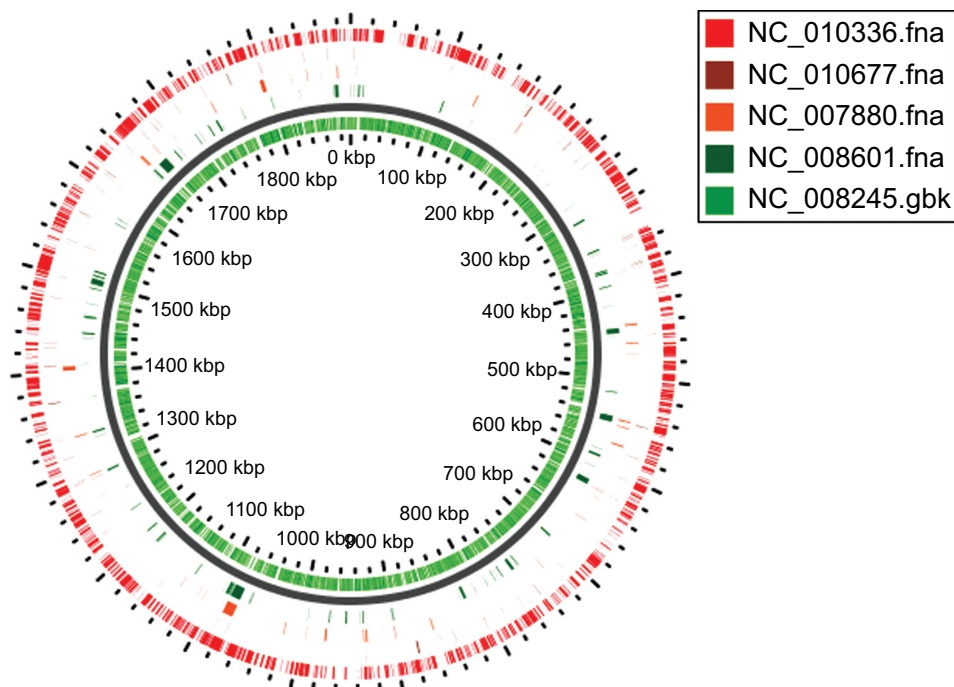 NC_010336.fna
NC_010677.fna
NC_007880.fna
NC_008601.fna
NC_008245.gbk
0 kbp
100 kbp
200 kbp
300 kbp
400 kbp
500 kbp
600 kbp
700 kbp
800 kbp
900 kbp
1000 kbp
1100 kbp
1200 kbp
1300 kbp
1400 kbp
1500 kbp
1600 kbp
1700 kbp
1800 kbp